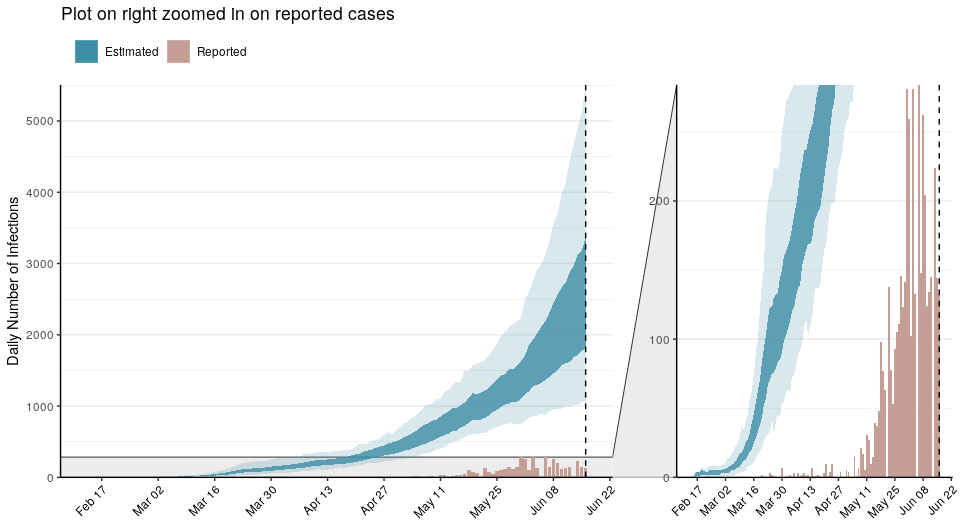 Plot on right zoomed in on reported cases
Estimated
Reported
Daily Number of Infections
5000
4000
3000
2000
1000
0
Feb 17
Mar 02
Mar 16
Mar 30
Apr 13
Apr 27
May 11
May 25
Jun 08
Jun 22
200
100
0
Feb 17
Mar 02
Mar 16
Mar 30
Apr 13
Apr 27
May 11
May 25
Jun 08
Jun 22